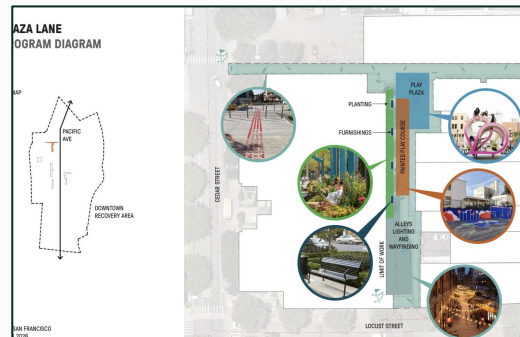 AZA LANE
OGRAM DIAGRAM
AP
PACIFIC
AVE
DOWNTOWN
RECOVERY AREA
SAN FRANCISCO
2026
PLANTING
FURNISHINGS
PLAY
PLAZA
PAINTED PLAY COURSE
CEDAR STREET
LIMIT OF WORK
ALLEYS
LIGHTING
AND
WAYFINDING
LOCUST STREET